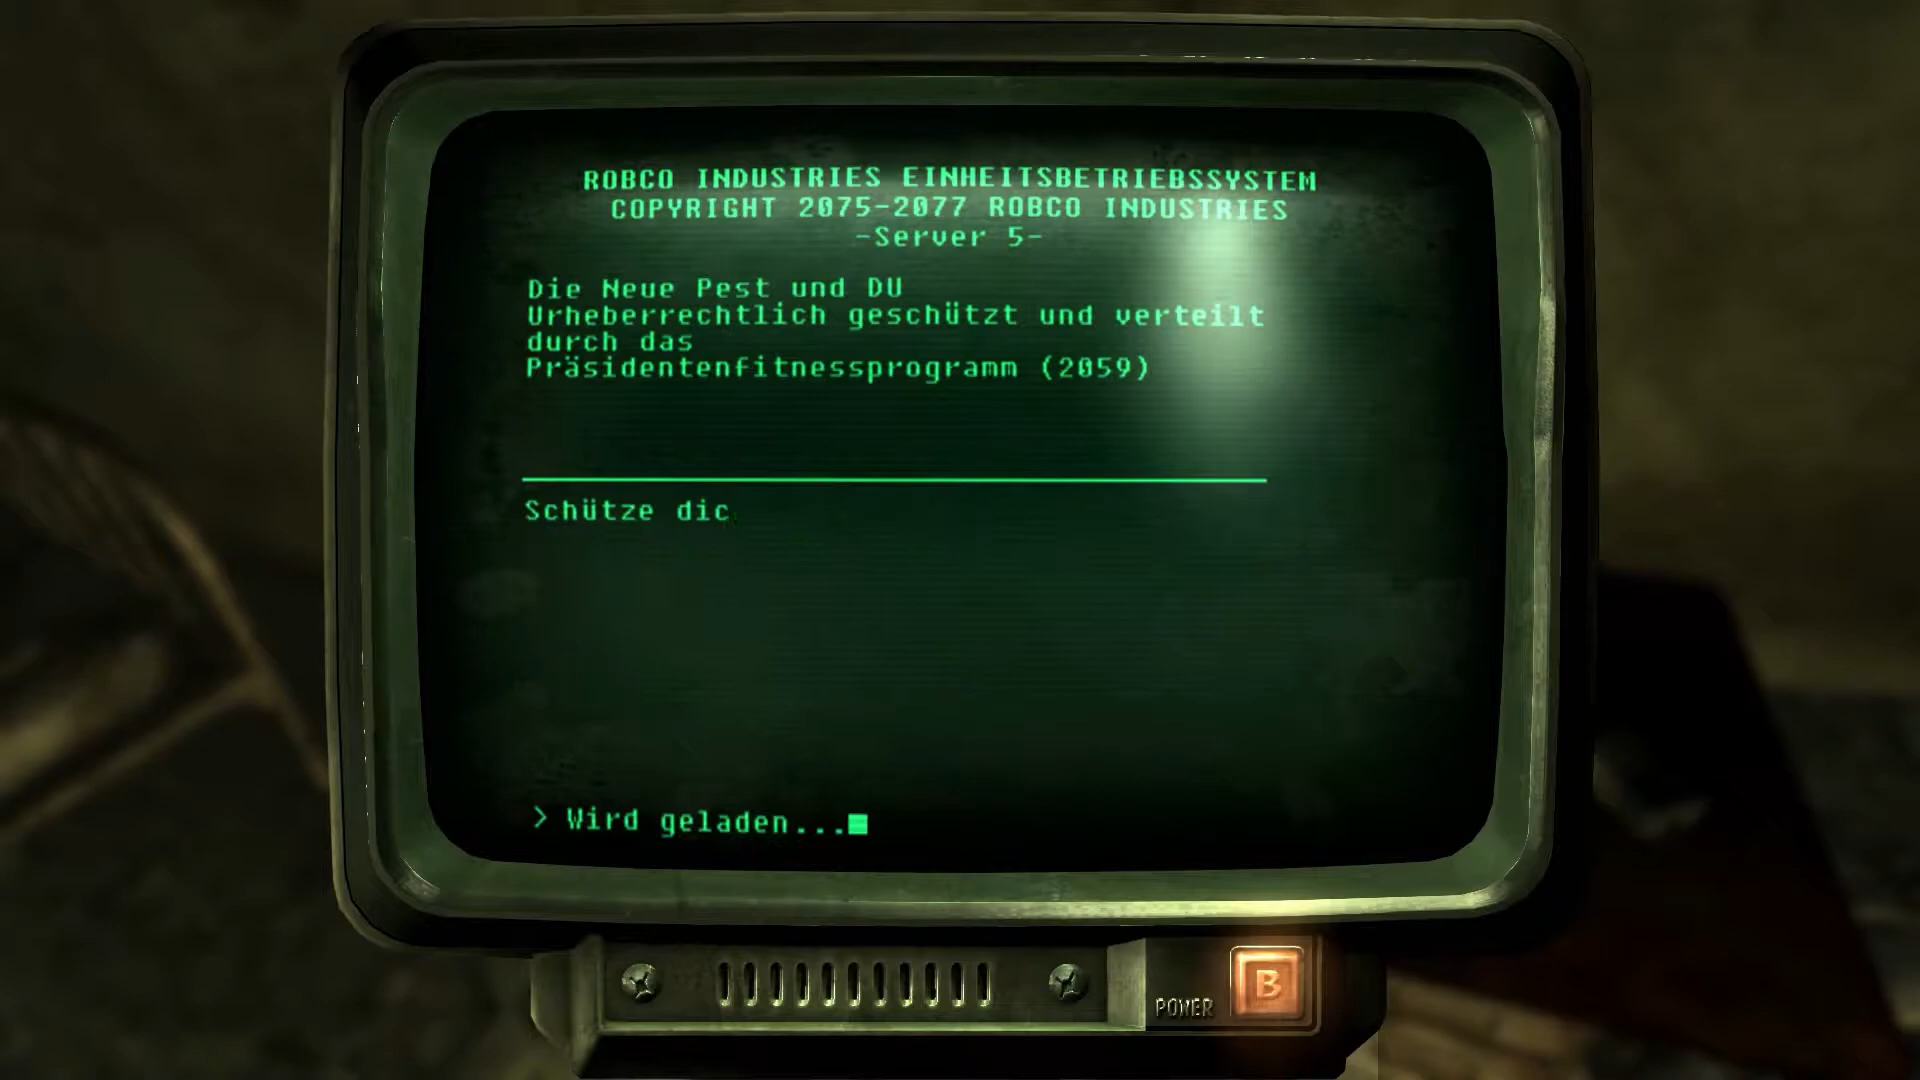 ROBCO INDUSTRIES EINHEITSBETRIEBSSYSTEM
COPYRIGHT 2075-2077 ROBCO INDUSTRIES
-Server 5-
Die Neue Pest und DU
Urheberrechtlich geschützt und verteilt
durch das
Präsidentenfitnessprogramm (2059)
Schütze dic
> Wird geladen...
POWER
B